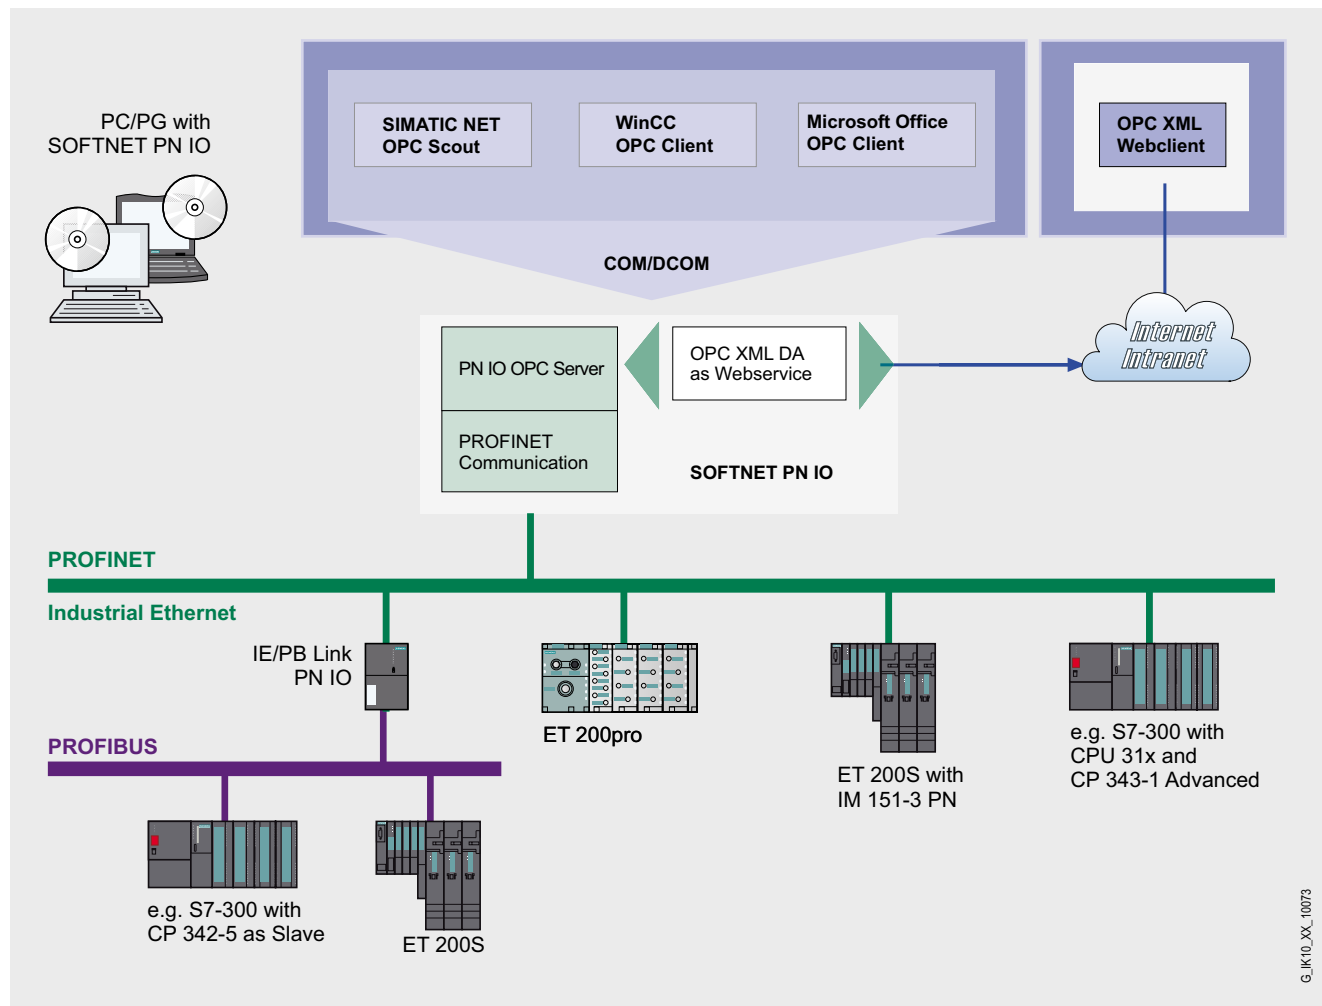 PC/PG with
SOFTNET PN IO
SIMATIC NET
OPC Scout
WinCC
OPC Client
Microsoft Office
OPC Client
OPC XML
Webclient
COM/DCOM
PN IO OPC Server
OPC XML DA
as Webservice
Internet
Intranet
PROFINET
Communication
SOFTNET PN IO
PROFINET
Industrial Ethernet
IE/PB Link
PN IO
ET 200pro
ET 200S with
IM 151-3 PN
e.g. S7-300 with
CPU 31x and
CP 343-1 Advanced
PROFIBUS
e.g. S7-300 with
CP 342-5 as Slave
ET 200S
G_IK10_XX_10073